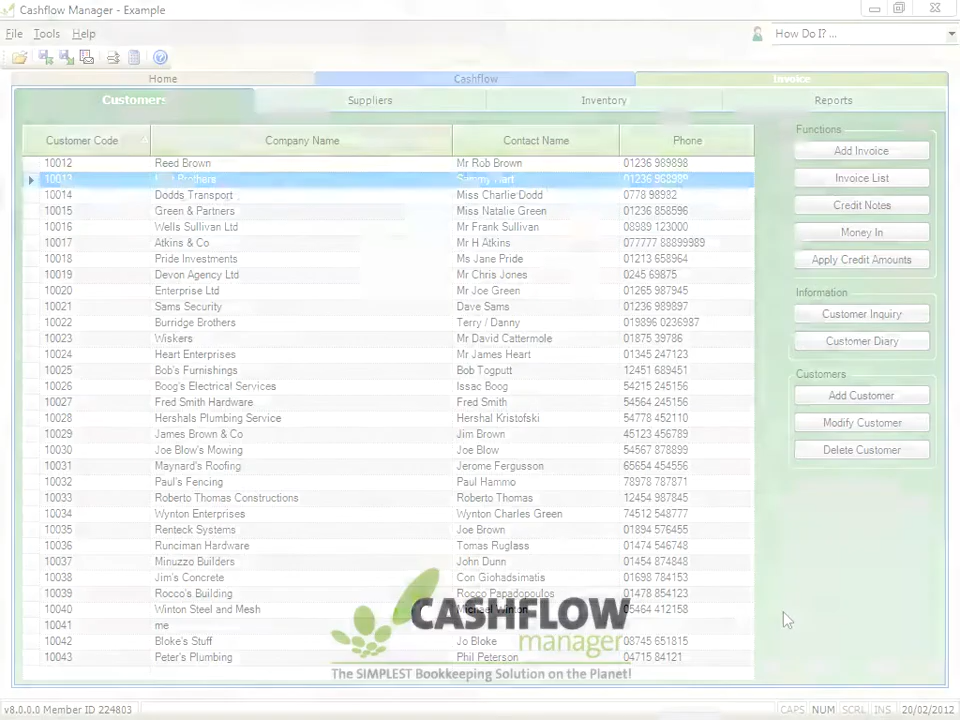 Cashflow Manager - Example
File Tools Help
How Do I? ...
Home Cashflow Invoice
Customers Suppliers Inventory Reports
Customer Code Company Name Contact Name Phone
10012 Reed Brown Mr Rob Brown 01236 989898
10013 Brothers Sammy Hart 01236 968989
10014 Dodds Transport Miss Charlie Dodd 0778 98982
10015 Green & Partners Miss Natalie Green 01236 858596
10016 Wells Sullivan Ltd Mr Frank Sullivan 08989 123000
10017 Atkins & Co Mr H Atkins 077777 88899989
10018 Pride Investments Ms Jane Pride 01213 658964
10019 Devon Agency Ltd Mr Chris Jones 0245 69875
10020 Enterprise Ltd Mr Joe Green 01265 987945
10021 Sams Security Dave Sams 01236 989897
10022 Burridge Brothers Terry / Danny 019896 0236987
10023 Wiskers Mr David Cattermole 01875 39786
10024 Heart Enterprises Mr James Heart 01345 247123
10025 Bob's Furnishings Bob Togputt 12451 689451
10026 Boog's Electrical Services Issac Boog 54215 245156
10027 Fred Smith Hardware Fred Smith 54564 245156
10028 Hershals Plumbing Service Hershal Kristofski 54778 452110
10029 James Brown & Co Jim Brown 45123 456789
10030 Joe Blow's Mowing Joe Blow 54567 878899
10031 Maynard's Roofing Jerome Fergusson 65654 454556
10032 Paul's Fencing Paul Hammo 78978 787871
10033 Roberto Thomas Constructions Roberto Thomas 12454 987845
10034 Wynton Enterprises Wynton Charles Green 74512 548777
10035 Renteck Systems Joe Brown 01894 576455
10036 Runciman Hardware Tomas Ruglass 01474 546748
10037 Minuzzo Builders John Dunn 01454 874848
10038 Jim's Concrete Con Giohadsimatis 01698 784153
10039 Rocco's Building Rocco Papadopoulos 01478 541123
10040 Winton Steel and Mesh Michael Winton 05464 412158
10041 me
10042 Bloke's Stuff Jo Bloke 08745 651815
10043 Peter's Plumbing Phil Peterson 04715 84121
Functions
Add Invoice
Invoice List
Credit Notes
Money In
Apply Credit Amounts
Information
Customer Inquiry
Customer Diary
Customers
Add Customer
Modify Customer
Delete Customer
CASHFLOW
manager
The SIMPLEST Bookkeeping Solution on the Planet!
v8.0.0.0 Member ID 224803 CAPS NUM SCRL INS 20/02/2012